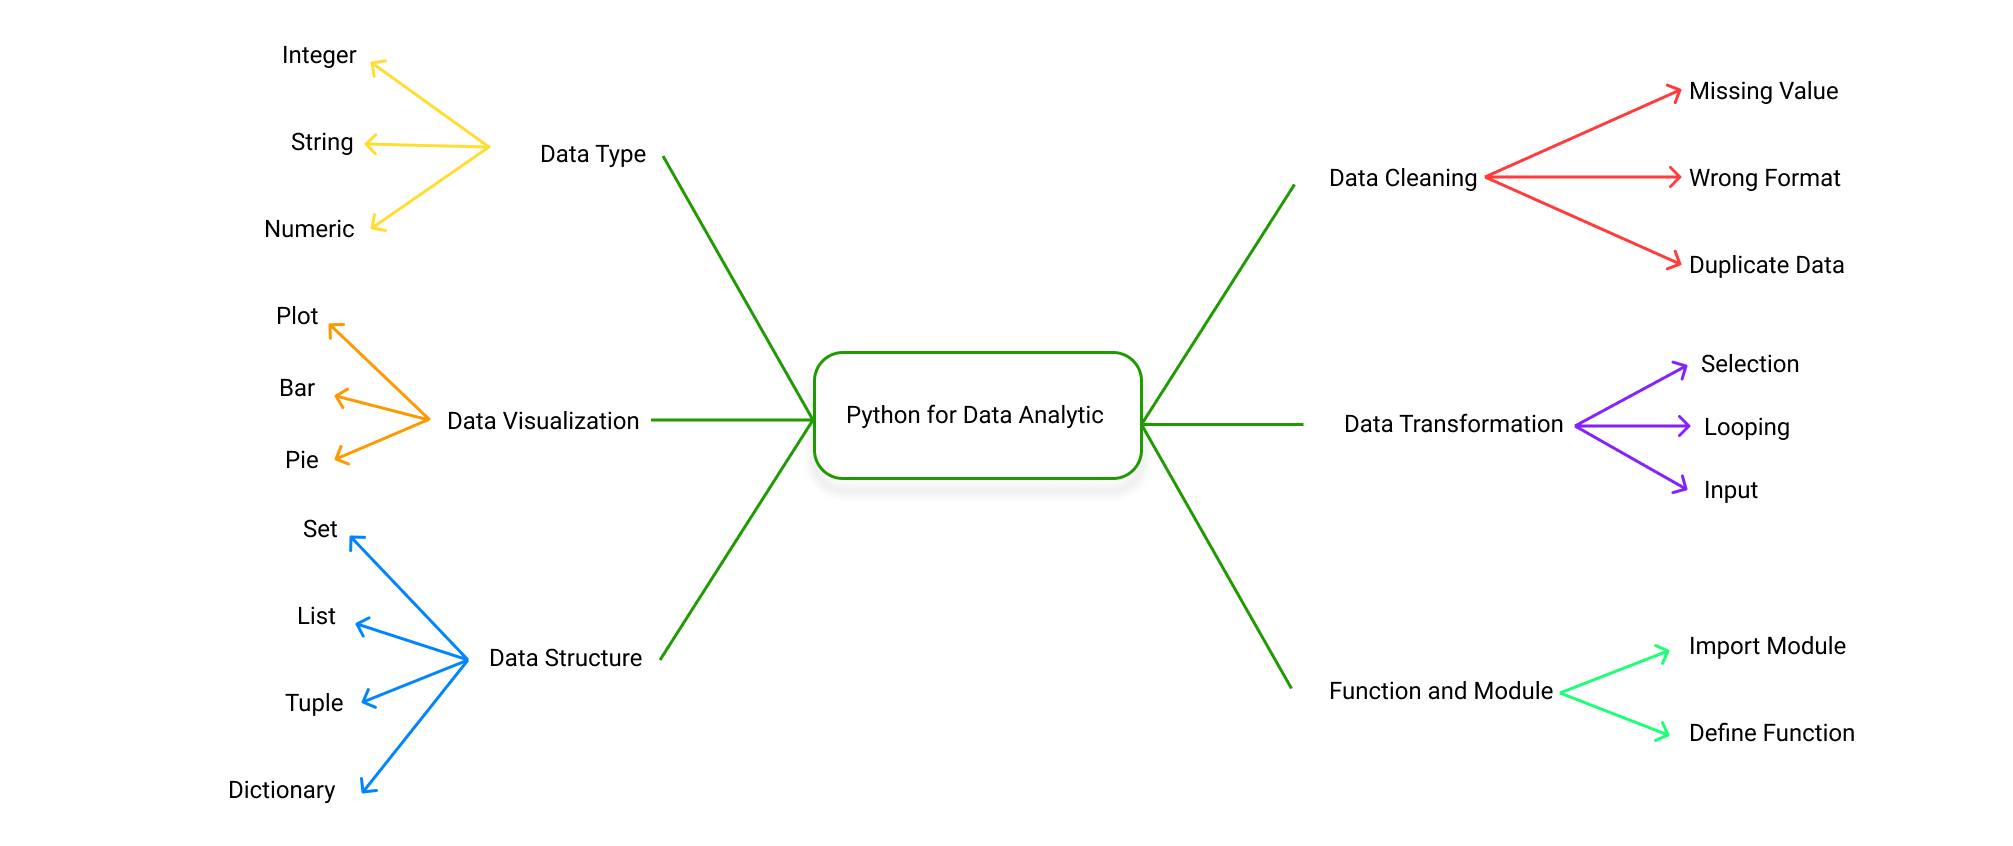 Integer
String
Data Type
Numeric
Plot
Bar
Data Visualization
Pie
Set
List
Data Structure
Tuple
Dictionary
Python for Data Analytic
Missing Value
Data Cleaning
Wrong Format
Duplicate Data
Selection
Data Transformation
Looping
Input
Import Module
Function and Module
Define Function